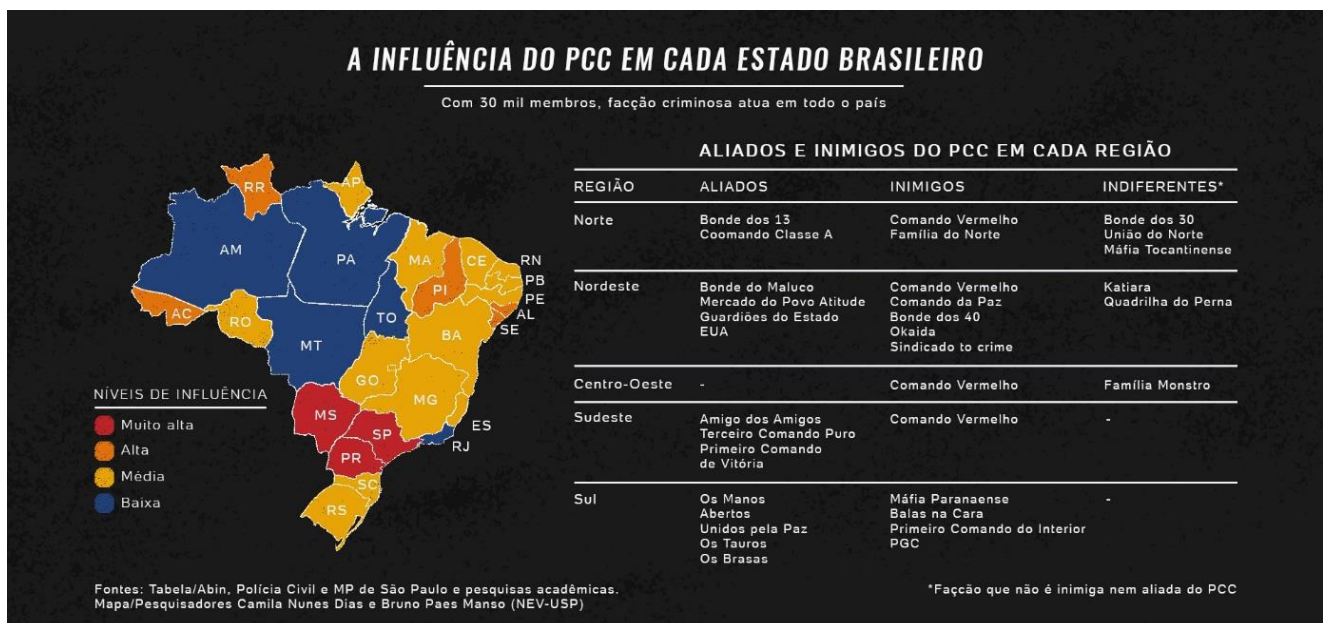 A INFLUÊNCIA DO PCC EM CADA ESTADO BRASILEIRO
Com 30 mil membros, facção criminosa atua em todo o país
RR
AP
AM
PA
MA
CE
RN
PB
PE
AL
SE
PI
AC
RO
TO
BA
MT
GO
MG
MS
ES
SP
RJ
PR
SC
RS
NÍVEIS DE INFLUÊNCIA
Muito alta
Alta
Média
Baixa
ALIADOS E INIMIGOS DO PCC EM CADA REGIÃO
REGIÃO ALIADOS INIMIGOS INDIFERENTES*
Norte Bonde dos 13 Comando Vermelho Bonde dos 30
Coomando Classe A Família do Norte União do Norte
Máfia Tocantinense
Nordeste Bonde do Maluco Comando Vermelho Katiara
Mercado do Povo Atitude Comando da Paz Quadrilha do Perna
Guardiões do Estado Bonde dos 40
EUA Okaida
Sindicado to crime
Centro-Oeste - Comando Vermelho Família Monstro
Sudeste Amigo dos Amigos Comando Vermelho -
Terceiro Comando Puro
Primeiro Comando
de Vitória
Sul Os Manos Máfia Paranaense -
Abertos Balas na Cara
Unidos pela Paz Primeiro Comando do Interior
Os Tauros PGC
Os Brasas
Fontes: Tabela/Abin, Polícia Civil e MP de São Paulo e pesquisas acadêmicas.
Mapa/Pesquisadores Camila Nunes Dias e Bruno Paes Manso (NEV-USP)
*Facção que não é inimiga nem aliada do PCC